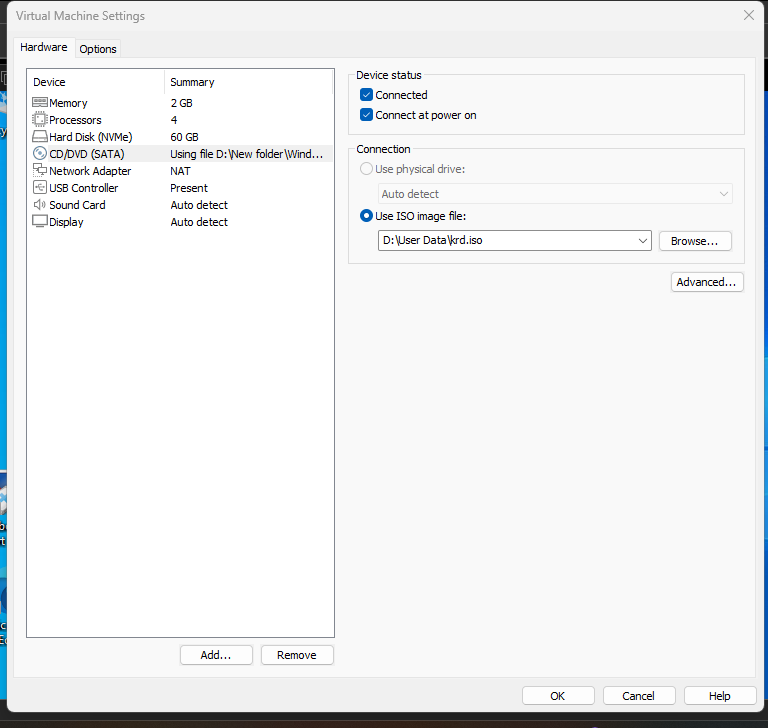 Virtual Machine Settings
Hardware Options
Device Summary
Memory 2 GB
Processors 4
Hard Disk (NVMe) 60 GB
CD/DVD (SATA) Using file D:\New folder\Wind...
Network Adapter NAT
USB Controller Present
Sound Card Auto detect
Display Auto detect
Add...
Remove
Device status
Connected
Connect at power on
Connection
Use physical drive:
Auto detect
Use ISO image file:
D:\User Data\krd.iso
Browse...
Advanced...
OK
Cancel
Help